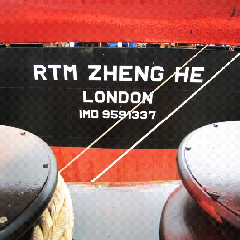 RTM ZHENG HE
LONDON
IMO 9591337